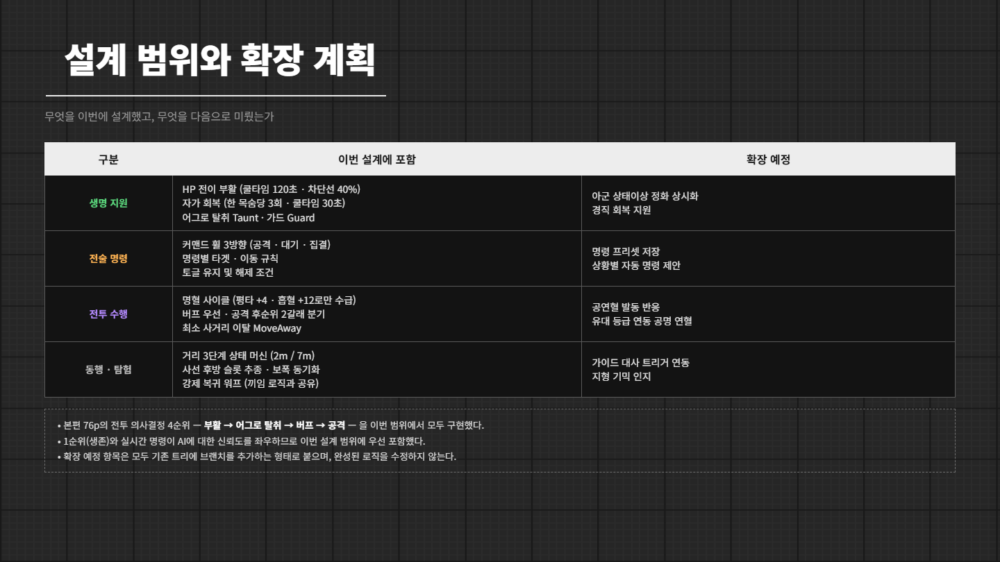 설계 범위와 확장 계획
무엇을 이번에 설계했고, 무엇을 다음으로 미뤘는가
구분
이번 설계에 포함
확장 예정
생명 지원
HP 전이 부활 (쿨타임 120초 · 차단선 40%)
자가 회복 (한 목숨당 3회 · 쿨타임 30초)
어그로 탈취 Taunt · 가드 Guard
아군 상태이상 정화 상시화
경직 회복 지원
전술 명령
커맨드 휠 3방향 (공격 · 대기 · 집결)
명령별 타겟 · 이동 규칙
토글 유지 및 해제 조건
명령 프리셋 저장
상황별 자동 명령 제안
전투 수행
명혈 사이클 (평타 +4 · 흡혈 +12로만 수급)
버프 우선 · 공격 후순위 2갈래 분기
최소 사거리 이탈 MoveAway
공연혈 발동 반응
유대 등급 연동 공명 연혈
동행 · 탐험
거리 3단계 상태 머신 (2m / 7m)
사선 후방 슬롯 추종 · 보폭 동기화
강제 복귀 워프 (끼임 로직과 공유)
가이드 대사 트리거 연동
지형 기믹 인지
• 본편 76p의 전투 의사결정 4순위 — 부활 → 어그로 탈취 → 버프 → 공격 — 을 이번 범위에서 모두 구현했다.
• 1순위(생존)와 실시간 명령이 AI에 대한 신뢰도를 좌우하므로 이번 설계 범위에 우선 포함했다.
• 확장 예정 항목은 모두 기존 트리에 브랜치를 추가하는 형태로 붙으며, 완성된 로직을 수정하지 않는다.